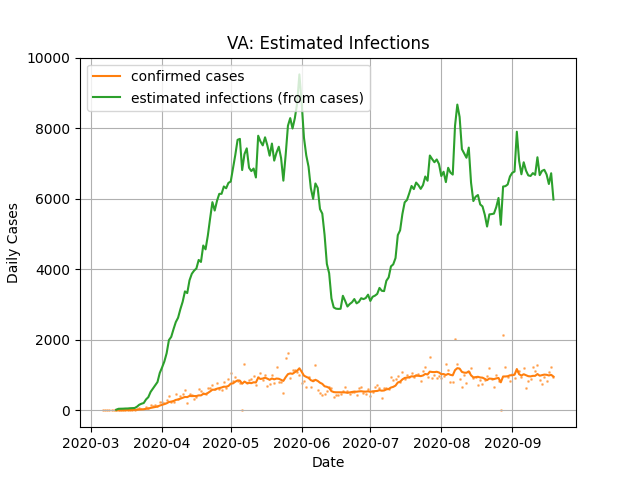 VA: Estimated Infections
confirmed cases
estimated infections (from cases)
Daily Cases
10000
8000
6000
4000
2000
0
2020-03 2020-04 2020-05 2020-06 2020-07 2020-08 2020-09
Date